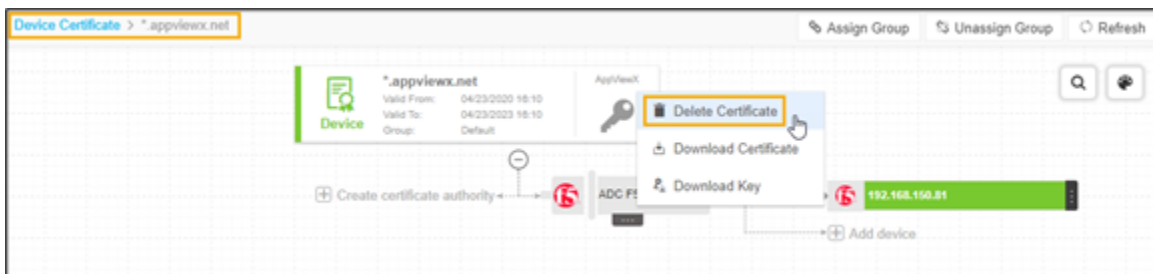 Device Certificate > *.appviewx.net
Assign Group
Unassign Group
Refresh
*.appviewx.net
AppViewX
Valid From: 04/23/2020 16:10
Valid To: 04/23/2023 16:10
Device
Group: Default
Delete Certificate
Download Certificate
Download Key
Create certificate authority
f5
ADC F5
f5
192.168.150.81
Add device